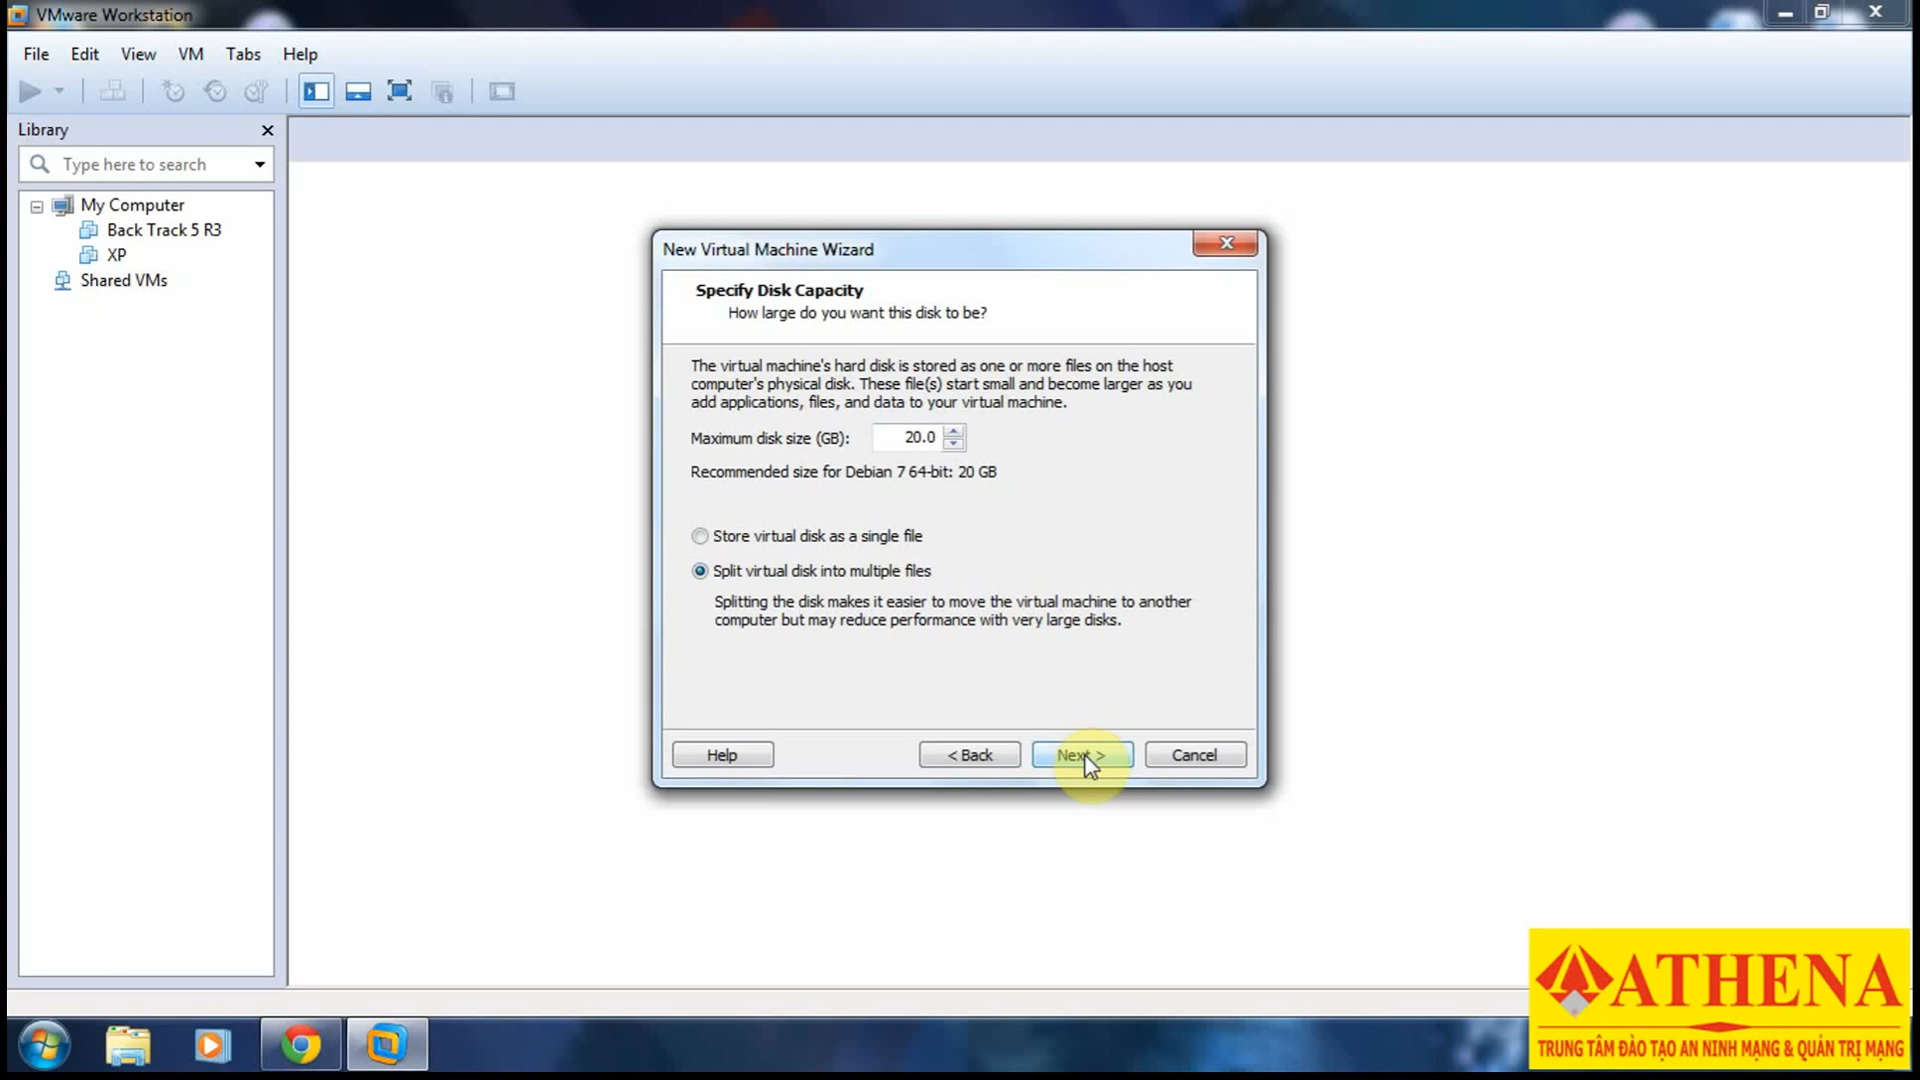 VMware Workstation
File Edit View VM Tabs Help
Library
Type here to search
My Computer
Back Track 5 R3
XP
Shared VMs
New Virtual Machine Wizard
Specify Disk Capacity
How large do you want this disk to be?
The virtual machine's hard disk is stored as one or more files on the host
computer's physical disk. These file(s) start small and become larger as you
add applications, files, and data to your virtual machine.
Maximum disk size (GB): 20.0
Recommended size for Debian 7 64-bit: 20 GB
Store virtual disk as a single file
Split virtual disk into multiple files
Splitting the disk makes it easier to move the virtual machine to another
computer but may reduce performance with very large disks.
Help < Back Next > Cancel
ATHENA
TRUNG TÂM ĐÀO TẠO AN NINH MẠNG & QUẢN TRỊ MẠNG